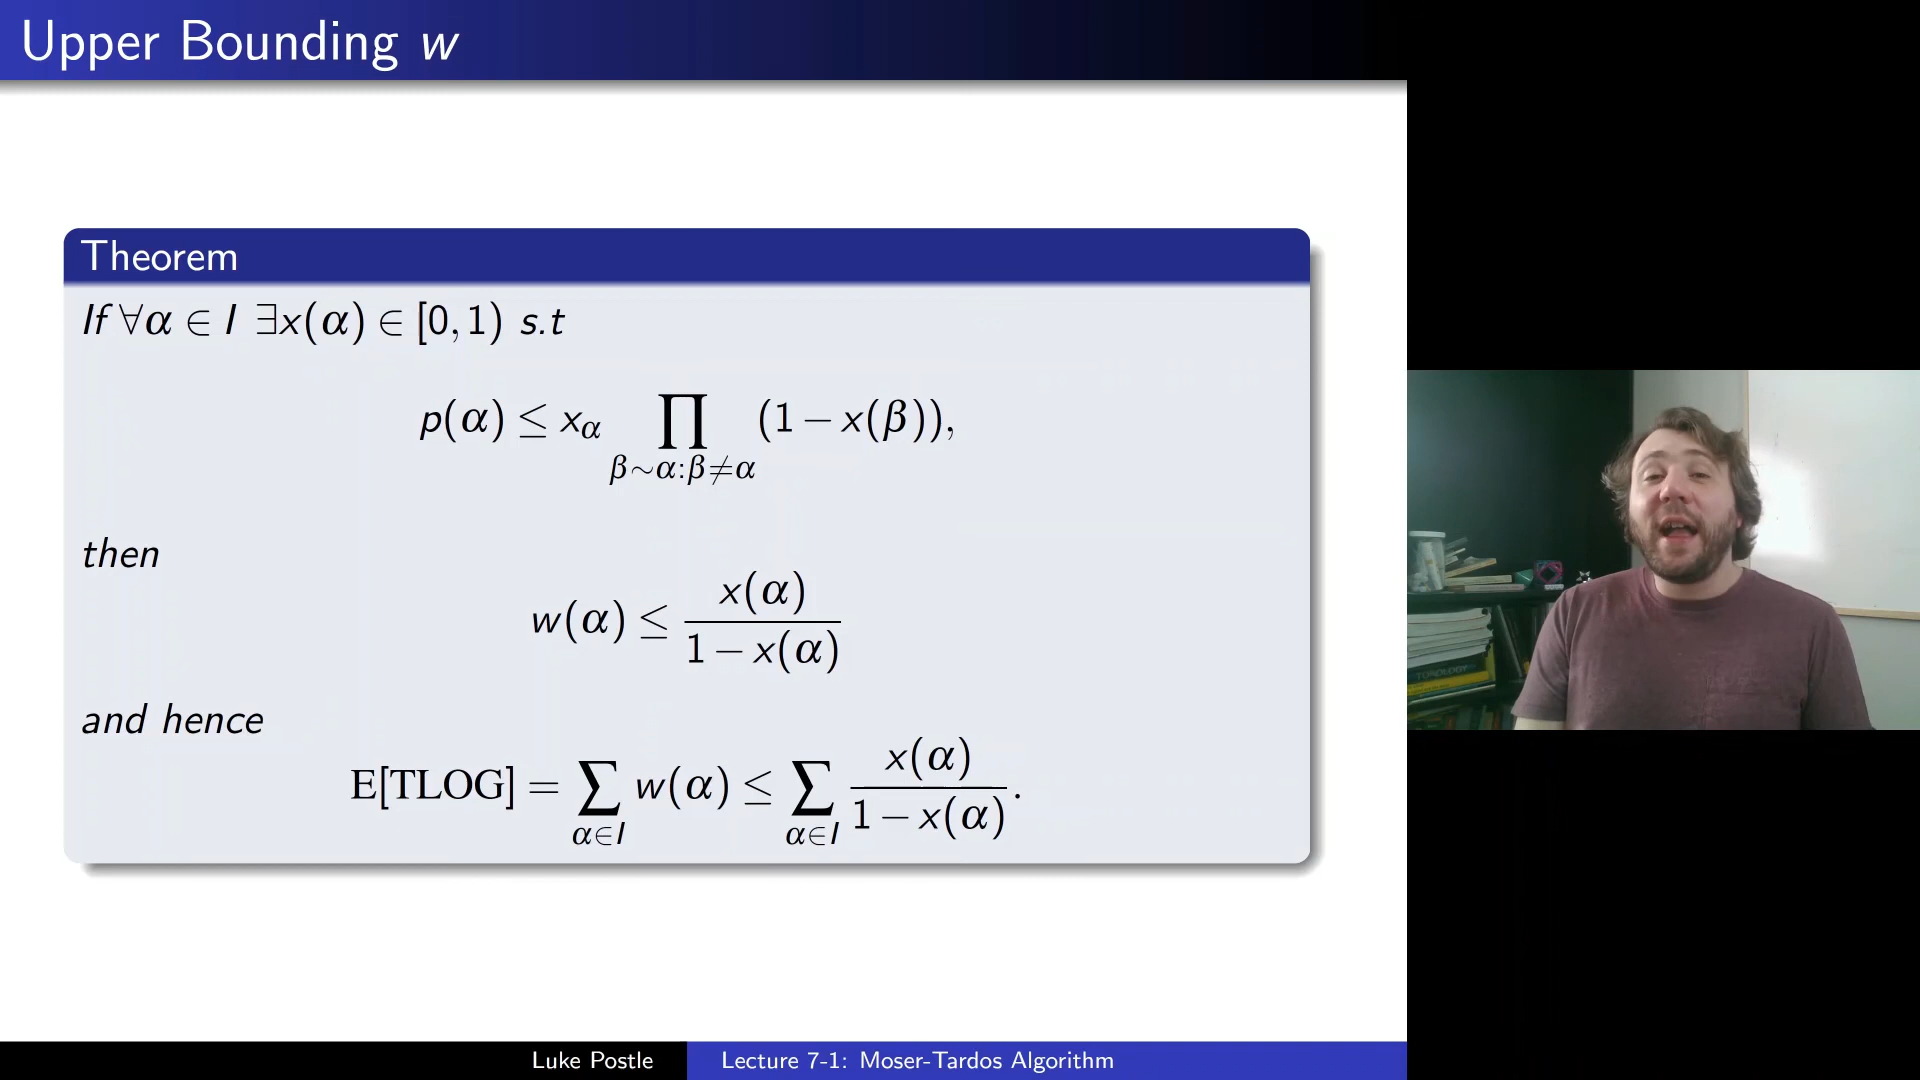 Upper Bounding w
Theorem
If ∀α ∈ I ∃x(α) ∈ [0, 1) s.t
p(α) ≤ x_α ∏_{β∼α:β≠α} (1 − x(β)),
then
w(α) ≤ x(α) / (1 − x(α))
and hence
E[TLOG] = ∑_{α∈I} w(α) ≤ ∑_{α∈I} x(α) / (1 − x(α)).
TOPOLOGY
Luke Postle
Lecture 7-1: Moser-Tardos Algorithm